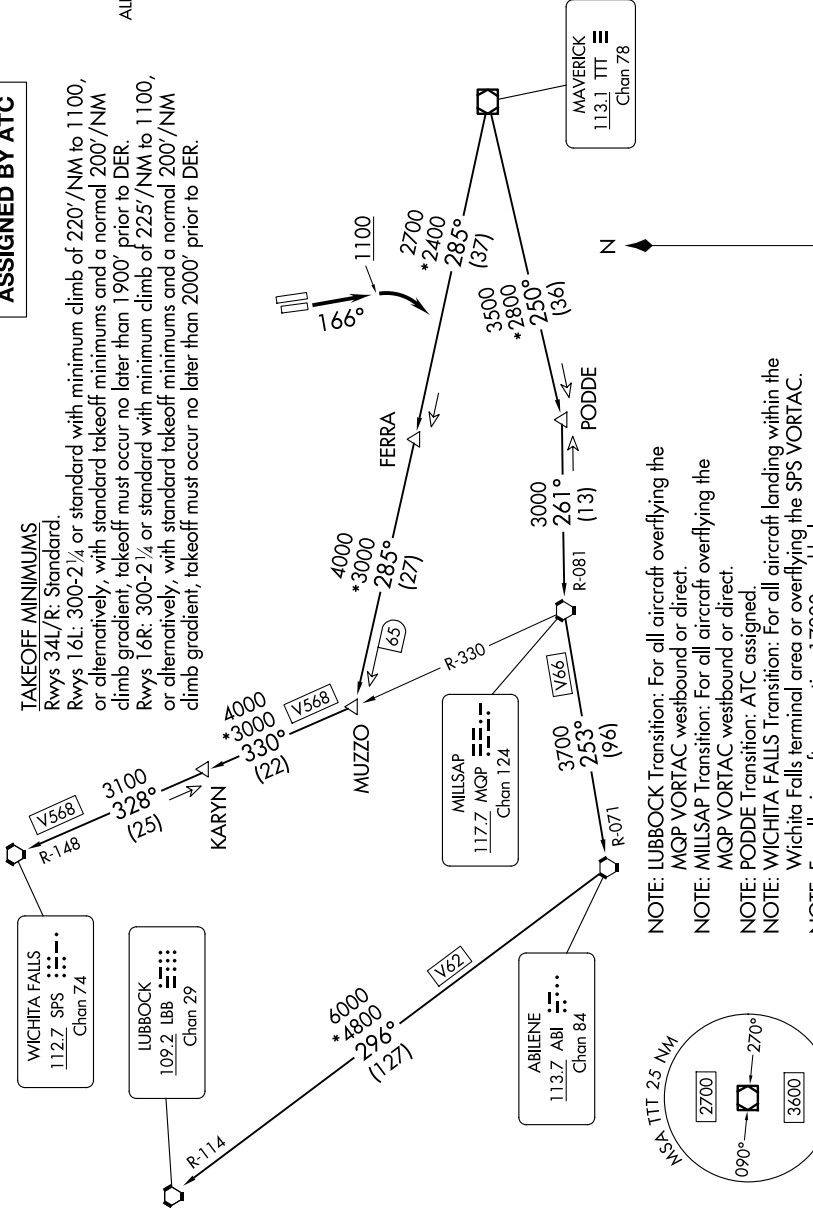 ASSIGNED BY ATC
TAKEOFF MINIMUMS
Rwys 34L/R: Standard.
Rwys 16L: 300-2¼ or standard with minimum climb of 220'/NM to 1100,
or alternatively, with standard takeoff minimums and a normal 200'/NM
climb gradient, takeoff must occur no later than 1900' prior to DER.
Rwys 16R: 300-2¼ or standard with minimum climb of 225'/NM to 1100,
or alternatively, with standard takeoff minimums and a normal 200'/NM
climb gradient, takeoff must occur no later than 2000' prior to DER.
WICHITA FALLS
112.7 SPS
Chan 74
LUBBOCK
109.2 LBB
Chan 29
R-148
V568
3100
328°
(25)
KARYN
4000
*3000
330°
(22)
V568
MUZZO
65
4000
*3000
285°
(27)
FERRA
166°
1100
2700
*2400
285°
(37)
MAVERICK
113.1 TTT
Chan 78
3500
*2800
250°
(36)
PODDE
3000
261°
(13)
R-081
R-330
MILLSAP
117.7 MQP
Chan 124
V66
3700
253°
(96)
R-071
ABILENE
113.7 ABI
Chan 84
V62
6000
*4800
296°
(127)
R-114
N
MSA TTT 25 NM
2700
090°
270°
3600
NOTE: LUBBOCK Transition: For all aircraft overflying the
MQP VORTAC westbound or direct.
NOTE: MILLSAP Transition: For all aircraft overflying the
MQP VORTAC westbound or direct.
NOTE: PODDE Transition: ATC assigned.
NOTE: WICHITA FALLS Transition: For all aircraft landing within the
Wichita Falls terminal area or overflying the SPS VORTAC.